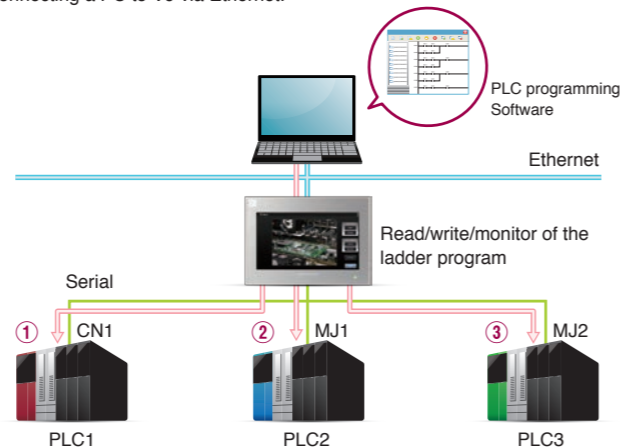 PLC programming
Software
Ethernet
Read/write/monitor of the
ladder program
Serial
① CN1
② MJ1
③ MJ2
PLC1
PLC2
PLC3